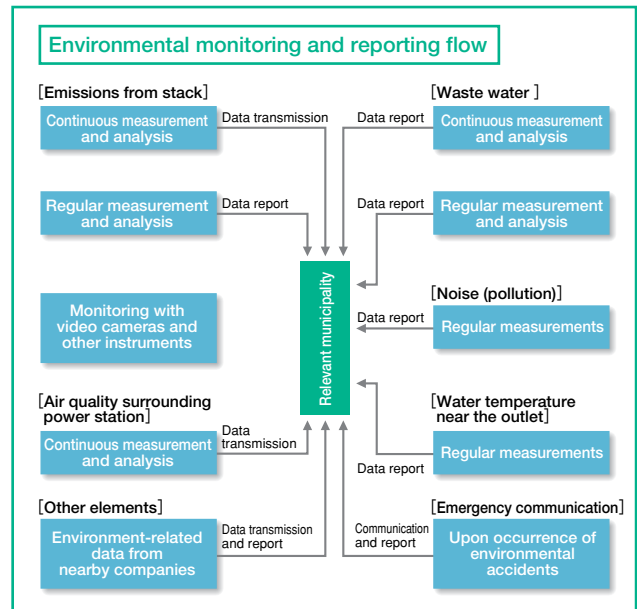 Environmental monitoring and reporting flow
[Emissions from stack]
Continuous measurement
and analysis
Data transmission
Regular measurement
and analysis
Data report
Monitoring with
video cameras and
other instruments
[Air quality surrounding
power station]
Continuous measurement
and analysis
Data
transmission
[Other elements]
Environment-related
data from
nearby companies
Data transmission
and report
Relevant municipality
[Waste water ]
Data report
Continuous measurement
and analysis
Data report
Regular measurement
and analysis
[Noise (pollution)]
Data report
Regular measurements
[Water temperature
near the outlet]
Data report
Regular measurements
[Emergency communication]
Communication
and report
Upon occurrence of
environmental
accidents